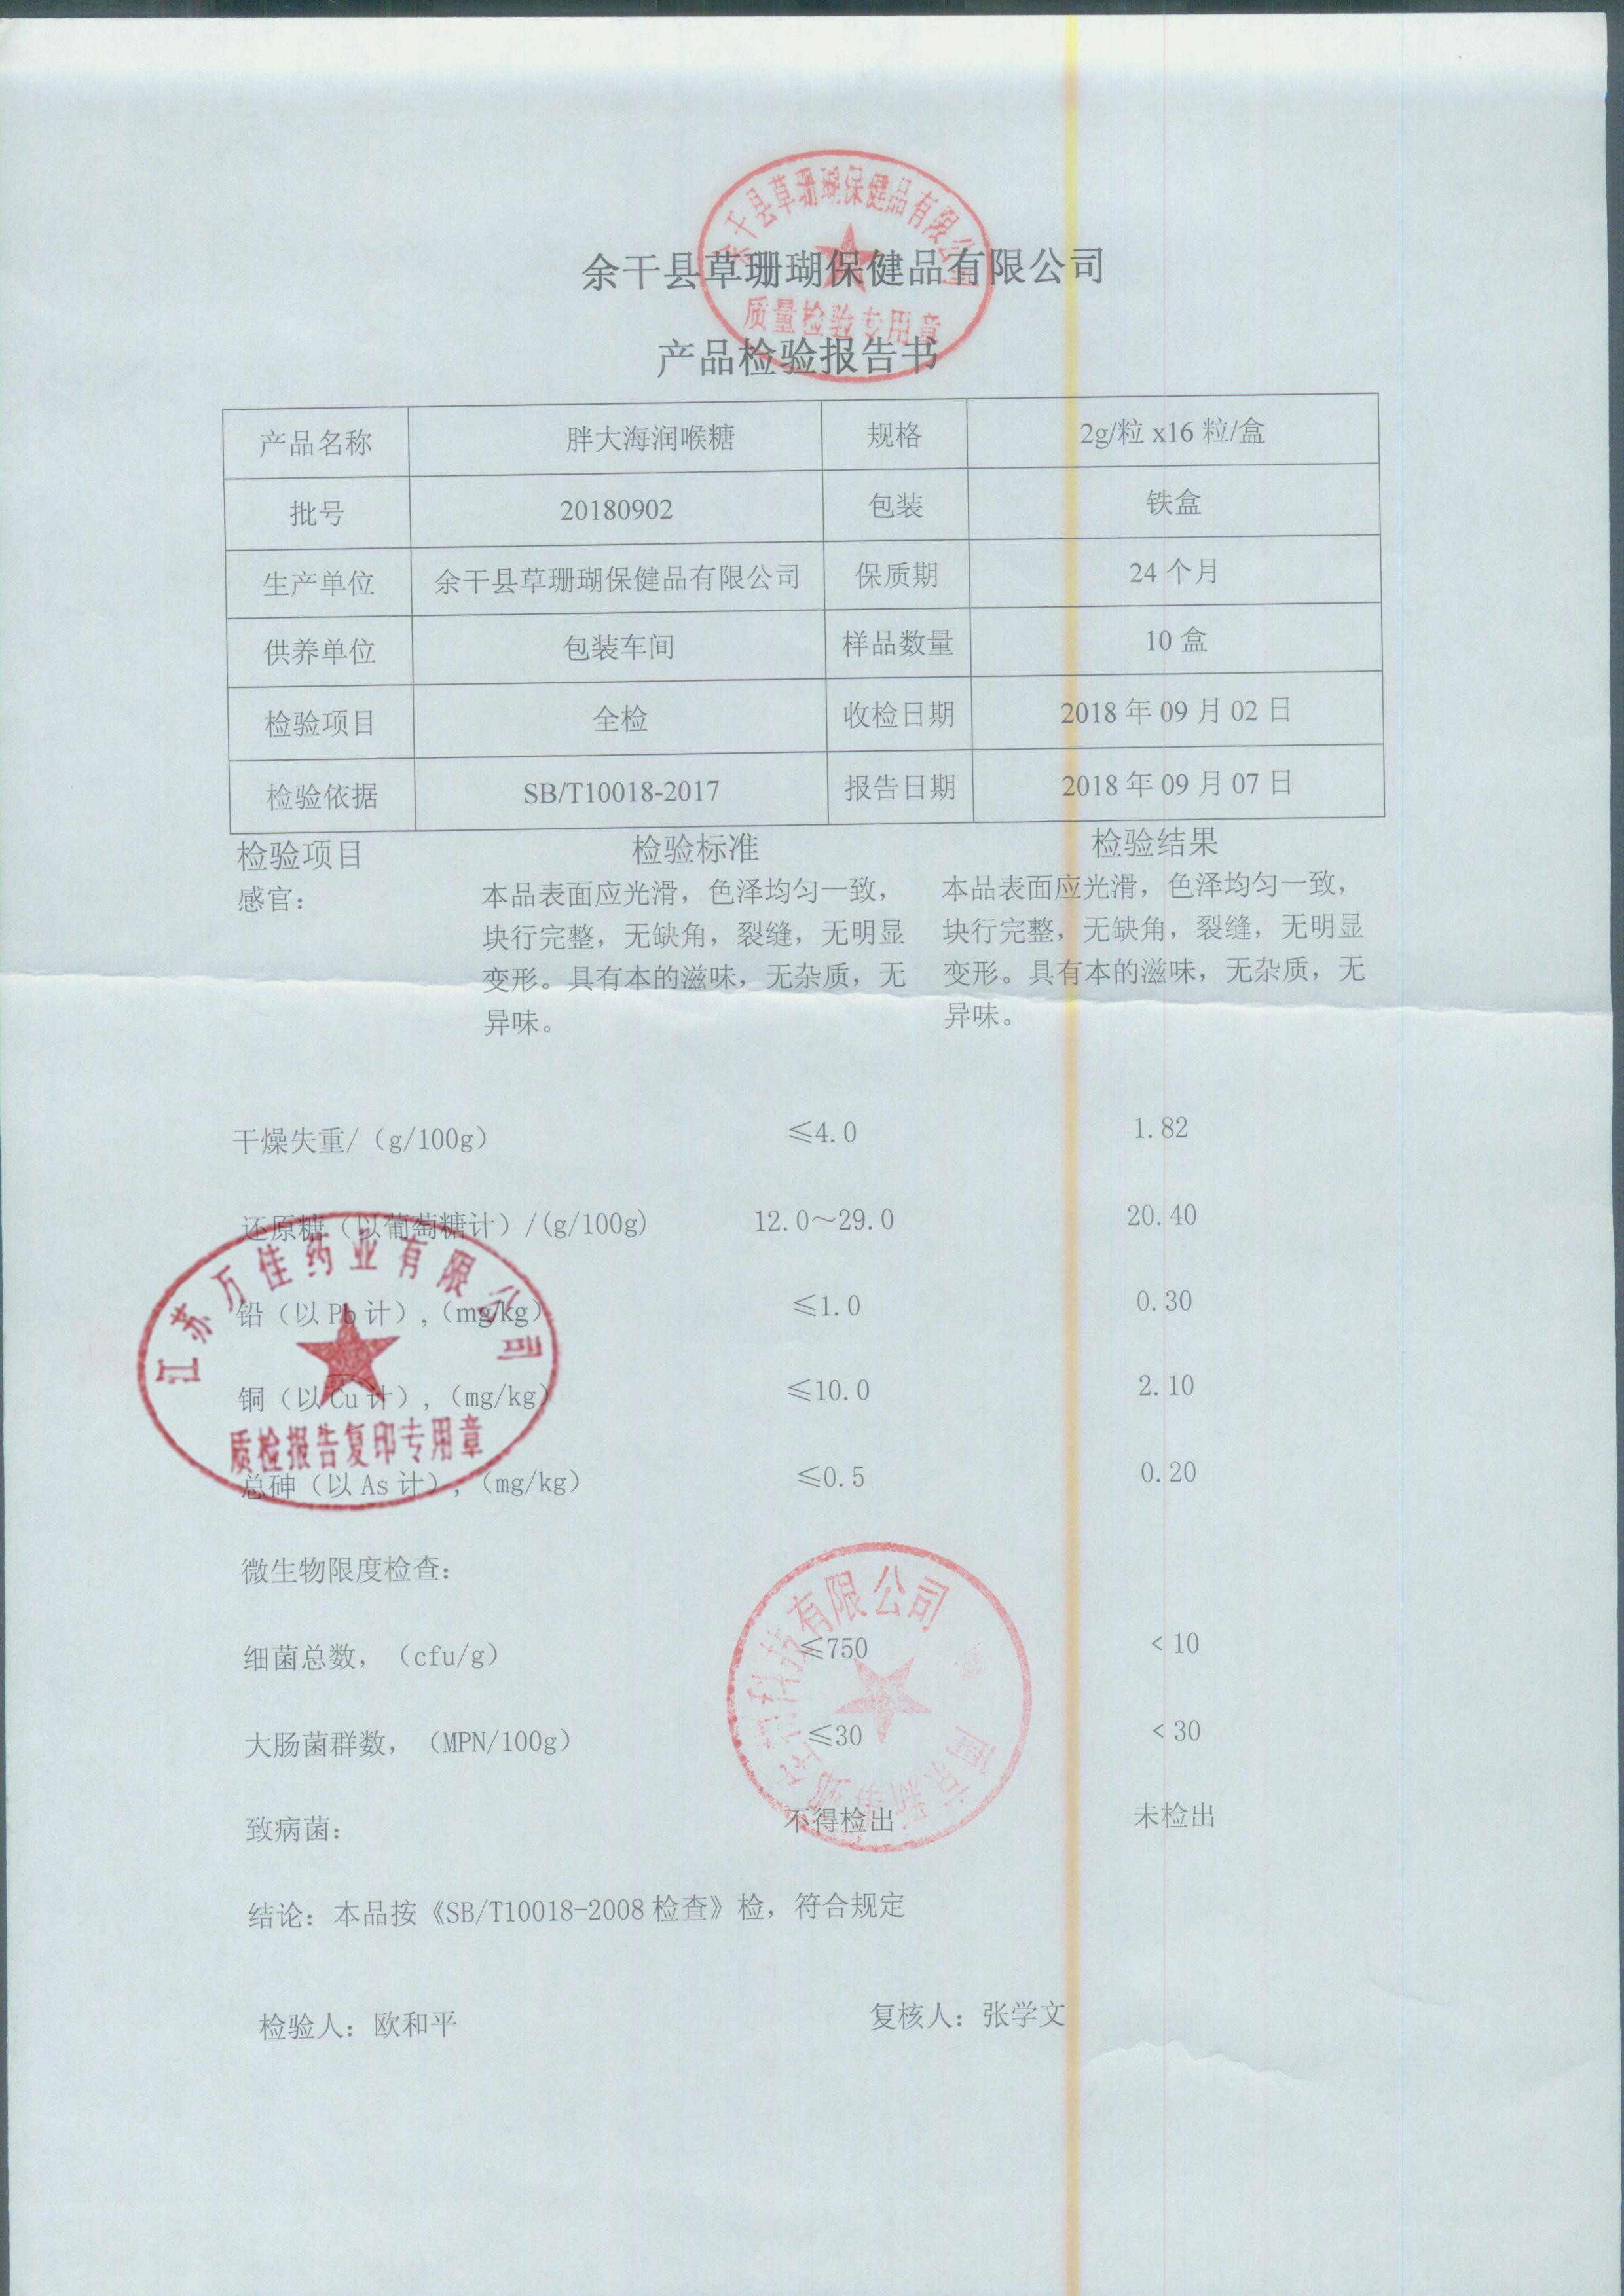 余干县草珊瑚保健品有限公司
质量检验专用章
余干县草珊瑚保健品有限公司
产品检验报告书
产品名称 胖大海润喉糖 规格 2g/粒 x16 粒/盒
批号 20180902 包装 铁盒
生产单位 余干县草珊瑚保健品有限公司 保质期 24 个月
供养单位 包装车间 样品数量 10 盒
检验项目 全检 收检日期 2018 年 09 月 02 日
检验依据 SB/T10018-2017 报告日期 2018 年 09 月 07 日
检验项目 检验标准 检验结果
感官： 本品表面应光滑，色泽均匀一致， 本品表面应光滑，色泽均匀一致，
块行完整，无缺角，裂缝，无明显 块行完整，无缺角，裂缝，无明显
变形。具有本的滋味，无杂质，无 变形。具有本的滋味，无杂质，无
异味。 异味。
干燥失重/（g/100g） ≤4.0 1.82
还原糖（以葡萄糖计）/(g/100g) 12.0～29.0 20.40
铅（以 Pb 计），（mg/kg） ≤1.0 0.30
铜（以 Cu 计），（mg/kg） ≤10.0 2.10
总砷（以 As 计），（mg/kg） ≤0.5 0.20
江苏万佳药业有限公司
质检报告复印专用章
微生物限度检查：
细菌总数，（cfu/g） ≤750 ＜10
大肠菌群数，（MPN/100g） ≤30 ＜30
致病菌： 不得检出 未检出
科技有限公司
结论：本品按《SB/T10018-2008 检查》检，符合规定
检验人：欧和平 复核人：张学文